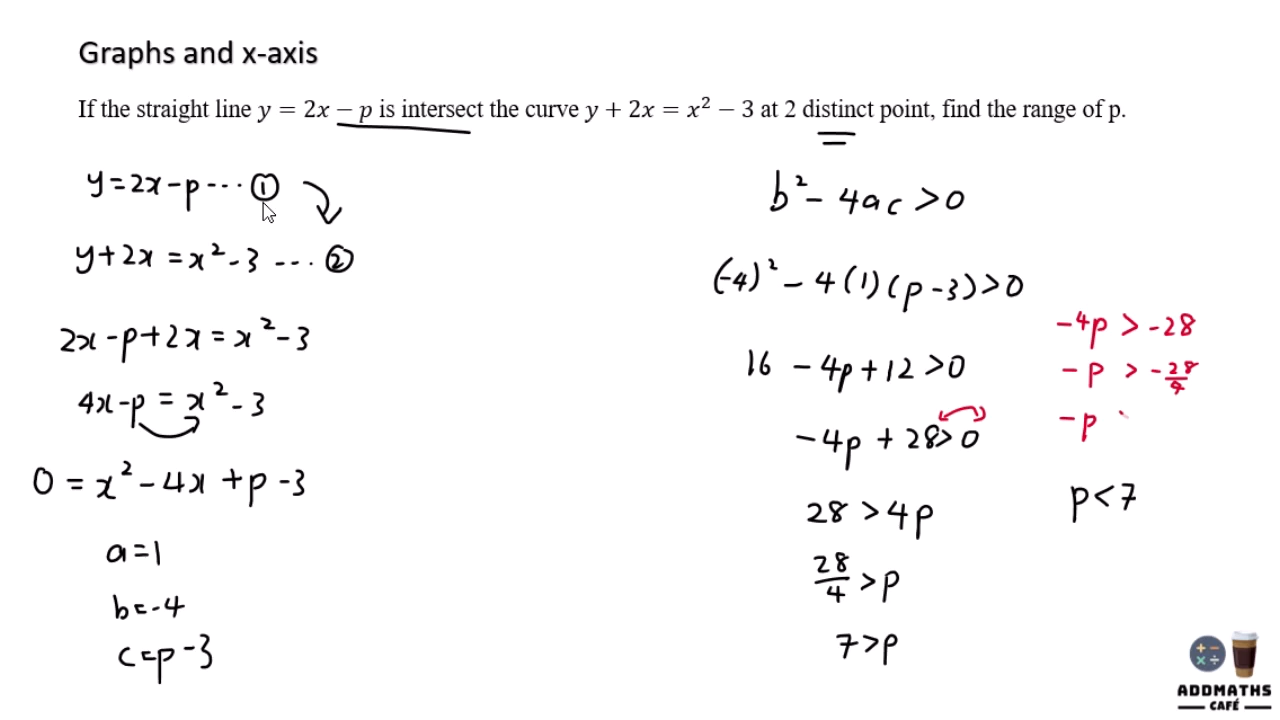 Graphs and x-axis
If the straight line y = 2x − p is intersect the curve y + 2x = x² − 3 at 2 distinct point, find the range of p.
y=2x-p ··· ①
y+2x = x²-3 ---- ②
2x-p+2x = x²-3
4x-p = x²-3
0 = x²-4x+p-3
a=1
b=-4
c=p-3
b²-4ac>0
(-4)²-4(1)(p-3)>0
16-4p+12>0
-4p+28>0
28>4p
28/4>p
7>p
-4p>-28
-p>-28/4
-p
p<7
ADDMATHS
CAFÉ